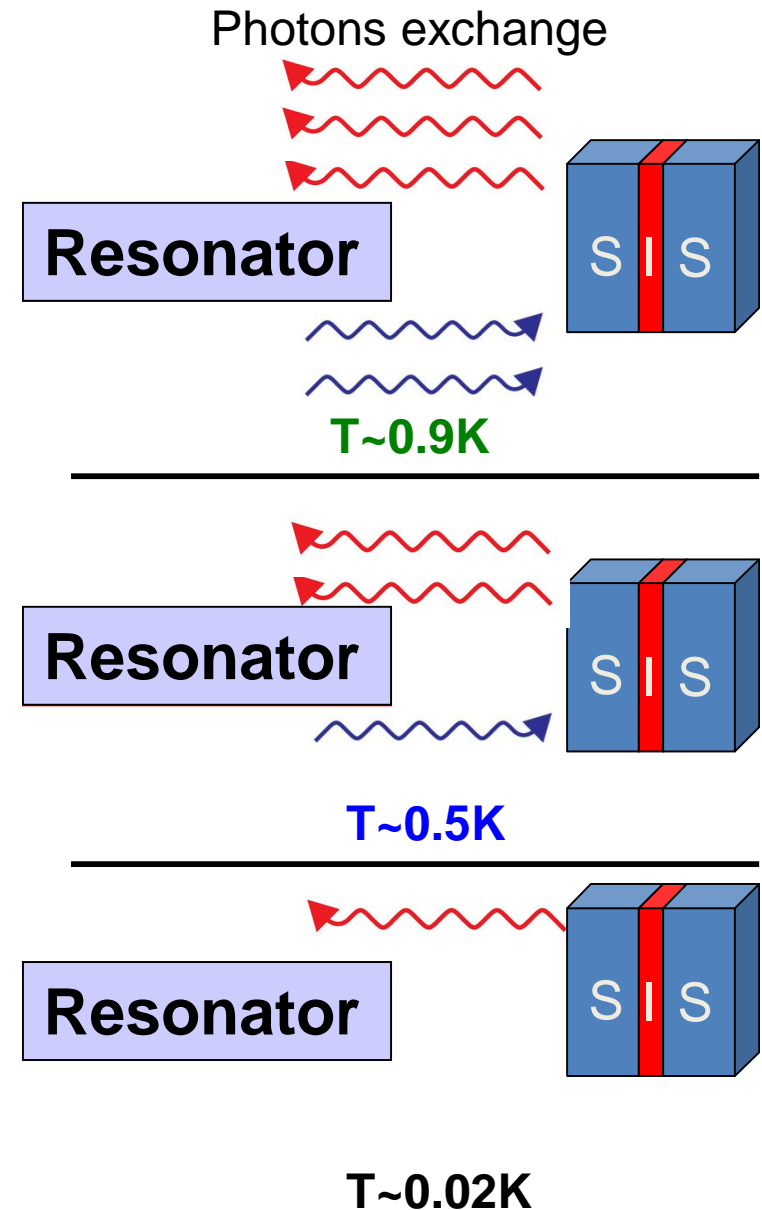 Photons exchange
Resonator
S I S
T~0.9K
Resonator
S I S
T~0.5K
Resonator
S I S
T~0.02K